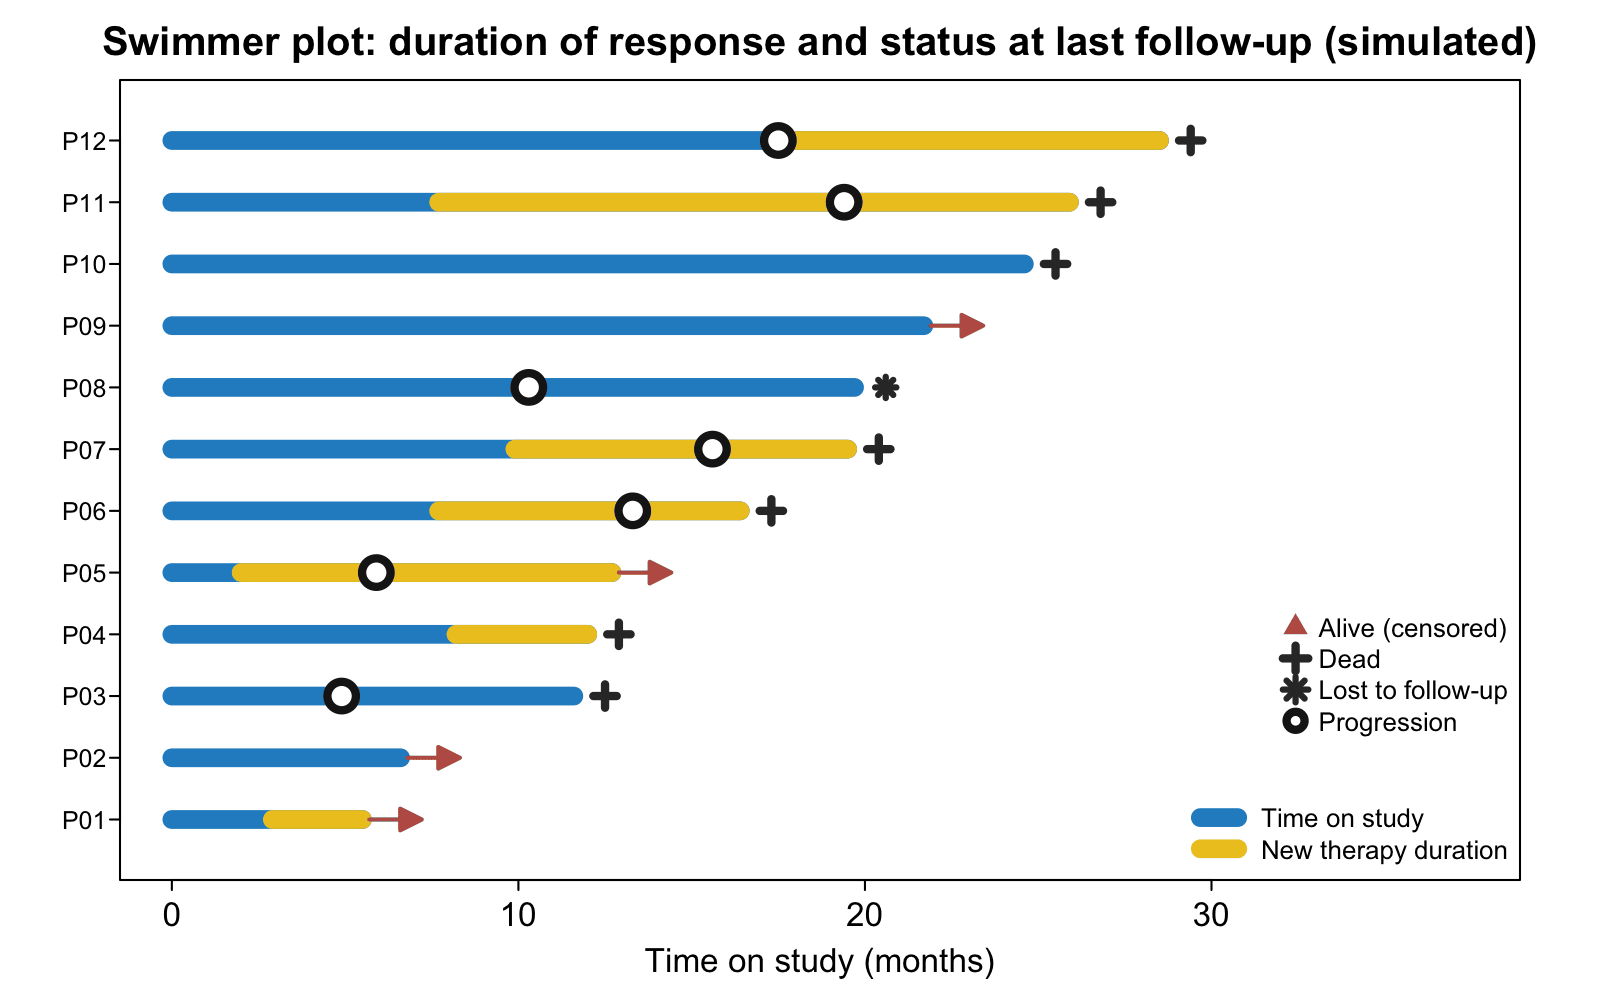 Swimmer plot: duration of response and status at last follow-up (simulated)
P12
P11
P10
P09
P08
P07
P06
P05
P04
P03
P02
P01
Alive (censored)
Dead
Lost to follow-up
Progression
Time on study
New therapy duration
0 10 20 30
Time on study (months)